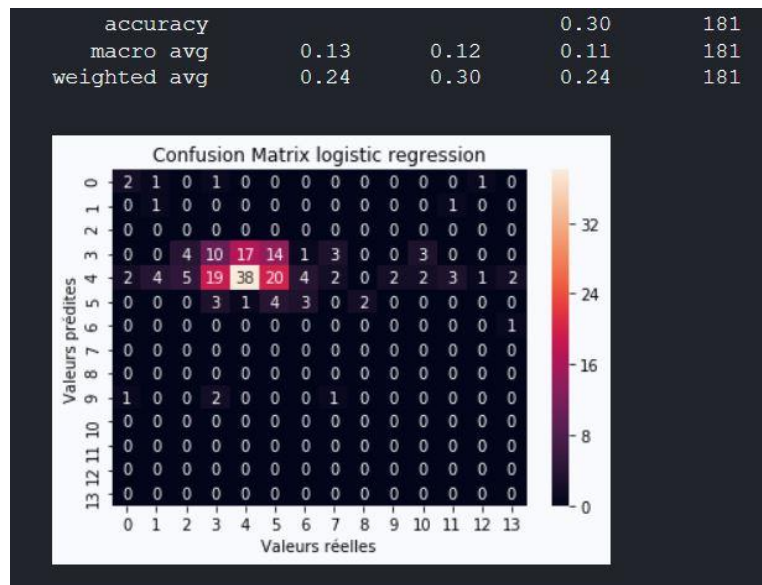 accuracy 0.30 181
macro avg 0.13 0.12 0.11 181
weighted avg 0.24 0.30 0.24 181
Confusion Matrix logistic regression
0 2 1 0 1 0 0 0 0 0 0 0 0 1 0
1 0 1 0 0 0 0 0 0 0 0 0 1 0 0
2 0 0 0 0 0 0 0 0 0 0 0 0 0 0
3 0 0 4 10 17 14 1 3 0 0 3 0 0 0
4 2 4 5 19 38 20 4 2 0 2 2 3 1 2
5 0 0 0 3 1 4 3 0 2 0 0 0 0 0
6 0 0 0 0 0 0 0 0 0 0 0 0 0 1
7 0 0 0 0 0 0 0 0 0 0 0 0 0 0
8 0 0 0 0 0 0 0 0 0 0 0 0 0 0
9 1 0 0 2 0 0 0 1 0 0 0 0 0 0
10 0 0 0 0 0 0 0 0 0 0 0 0 0 0
11 0 0 0 0 0 0 0 0 0 0 0 0 0 0
12 0 0 0 0 0 0 0 0 0 0 0 0 0 0
13 0 0 0 0 0 0 0 0 0 0 0 0 0 0
0 1 2 3 4 5 6 7 8 9 10 11 12 13
Valeurs réelles
Valeurs prédites
32
24
16
8
0